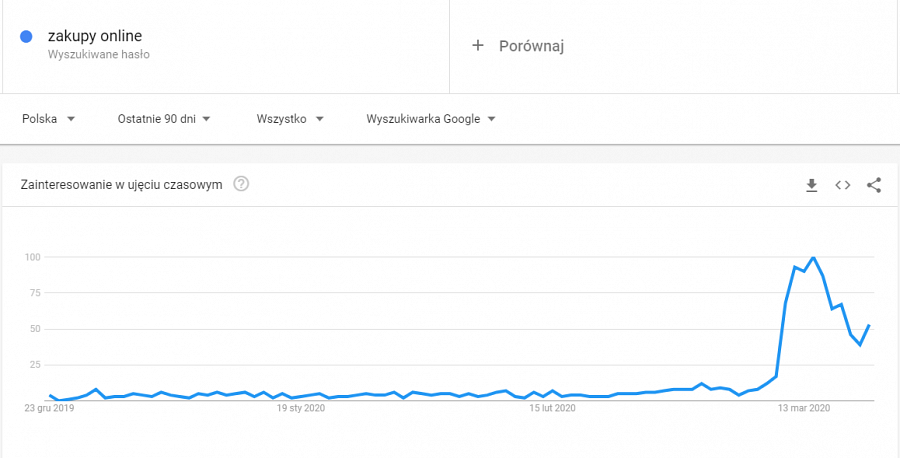 zakupy online
Wyszukiwane hasło
+ Porównaj
Polska
Ostatnie 90 dni
Wszystko
Wyszukiwarka Google
Zainteresowanie w ujęciu czasowym ?
100
75
50
25
23 gru 2019
19 sty 2020
15 lut 2020
13 mar 2020